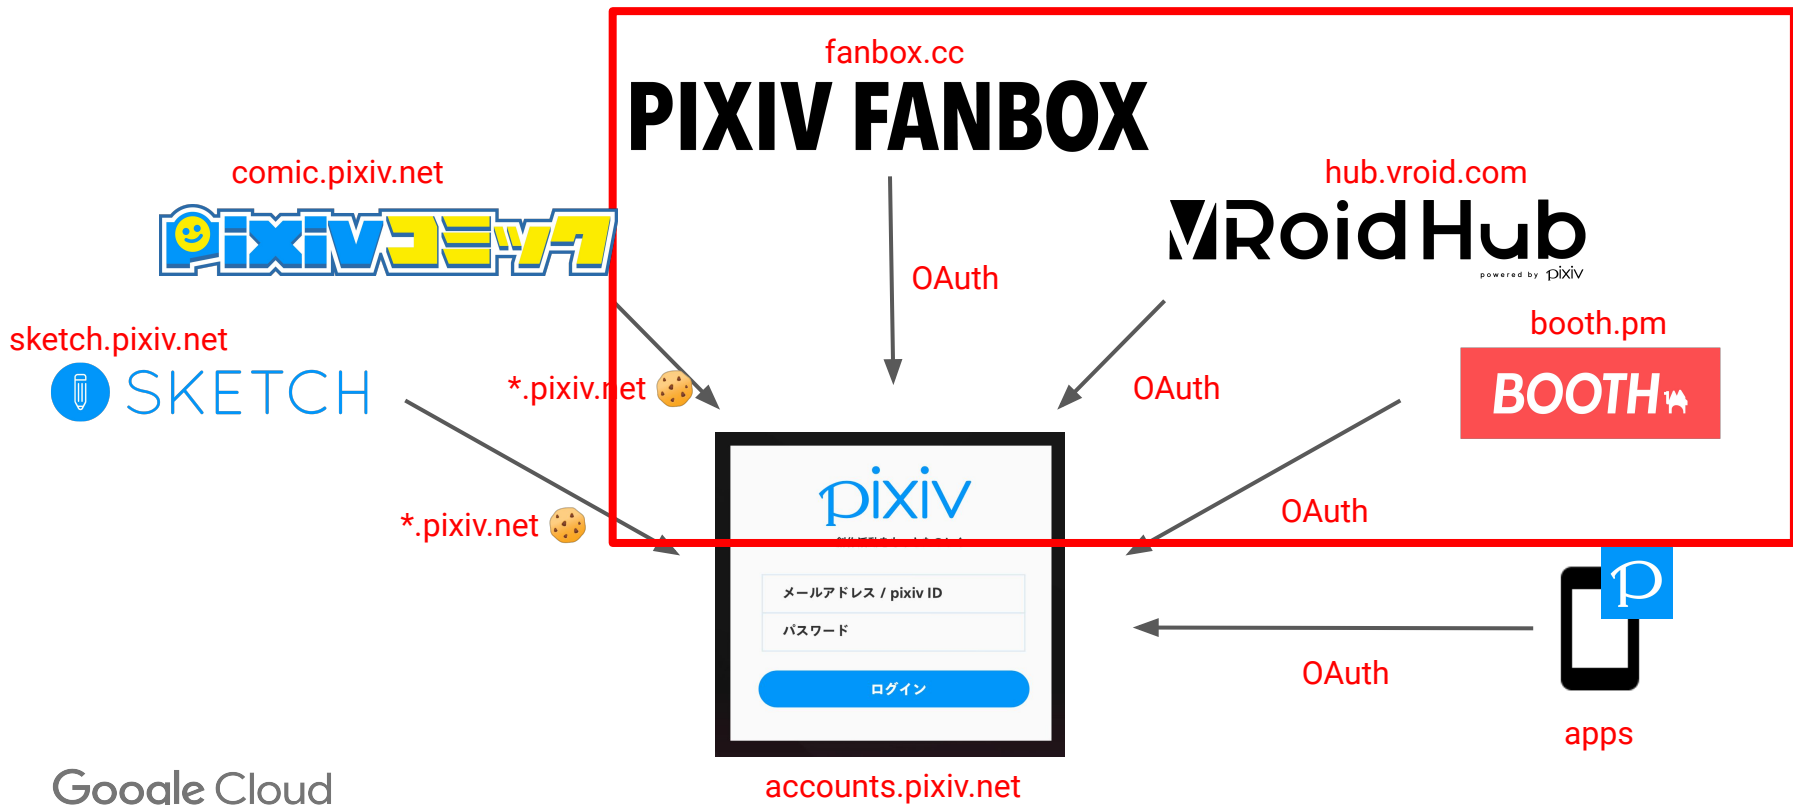 fanbox.cc
PIXIV FANBOX
comic.pixiv.net
pixivコミック
hub.vroid.com
VRoid Hub
powered by pixiv
OAuth
sketch.pixiv.net
SKETCH
booth.pm
BOOTH
*.pixiv.net
OAuth
*.pixiv.net
OAuth
pixiv
メールアドレス / pixiv ID
パスワード
ログイン
P
OAuth
apps
accounts.pixiv.net
Google Cloud